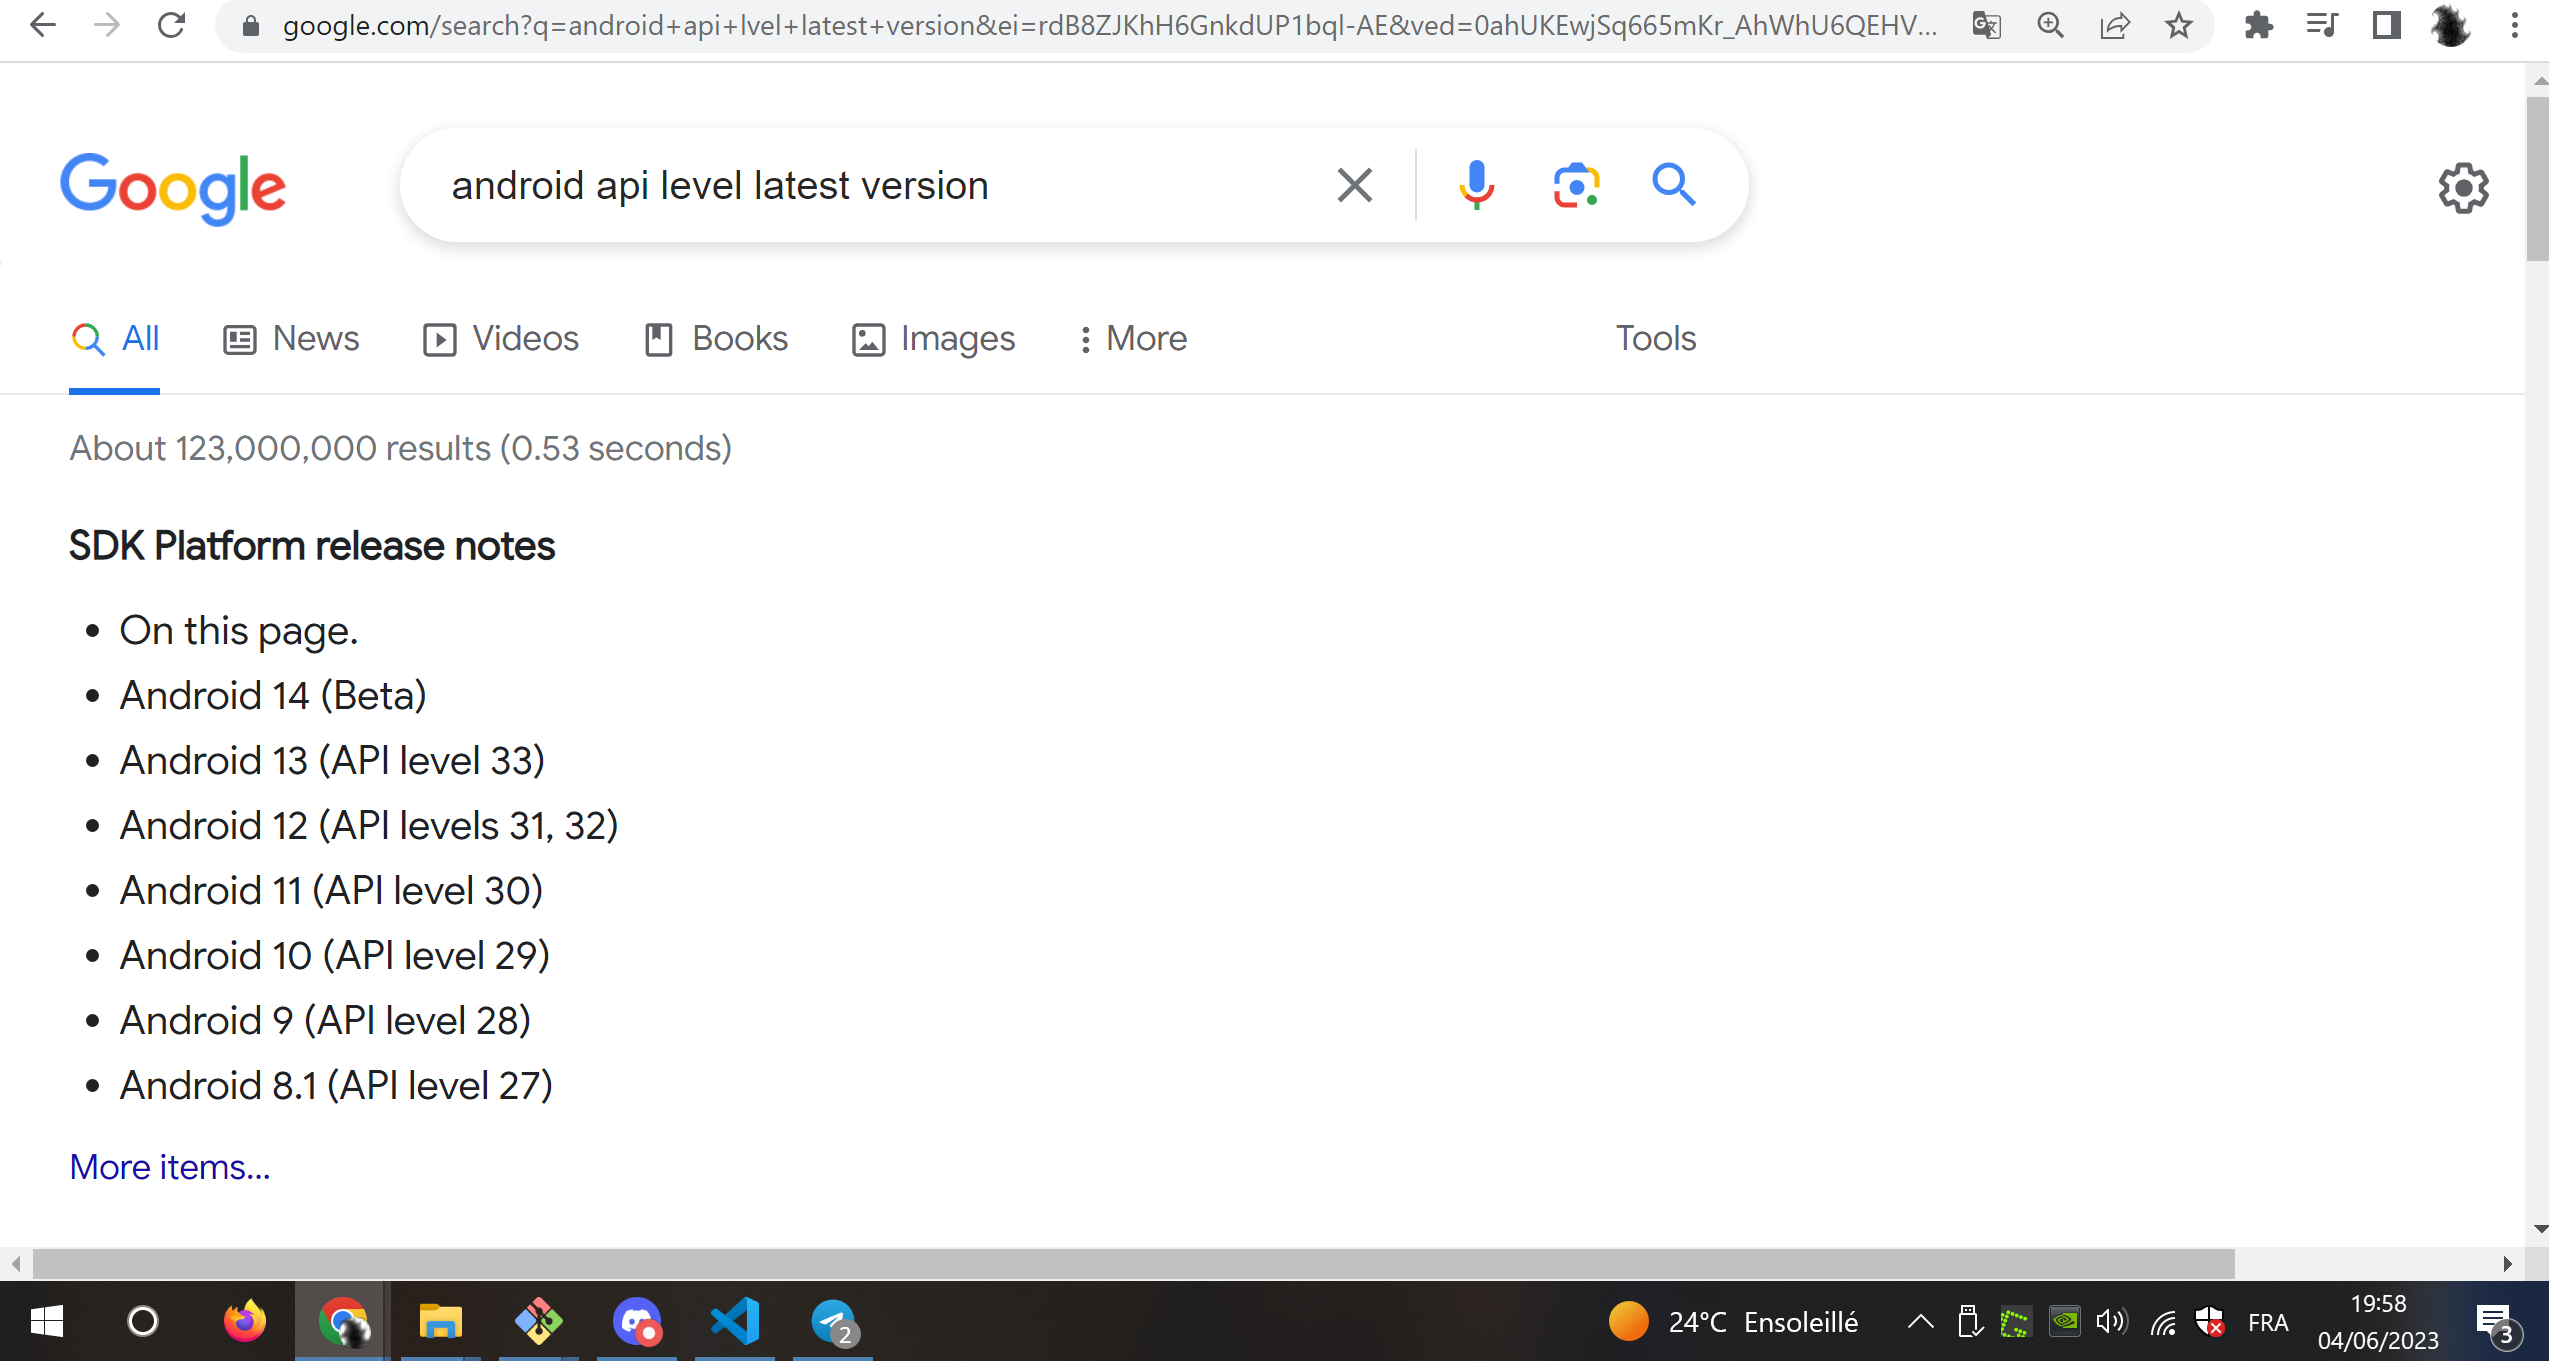 google.com/search?q=android+api+lvel+latest+version&ei=rdB8ZJKhH6GnkdUP1bqI-AE&ved=0ahUKEwjSq665mKr_AhWhU6QEHV...
Google
android api level latest version
All News Videos Books Images More Tools
About 123,000,000 results (0.53 seconds)
SDK Platform release notes
• On this page.
• Android 14 (Beta)
• Android 13 (API level 33)
• Android 12 (API levels 31, 32)
• Android 11 (API level 30)
• Android 10 (API level 29)
• Android 9 (API level 28)
• Android 8.1 (API level 27)
More items...
2
24°C Ensoleillé
FRA
19:58
04/06/2023
3